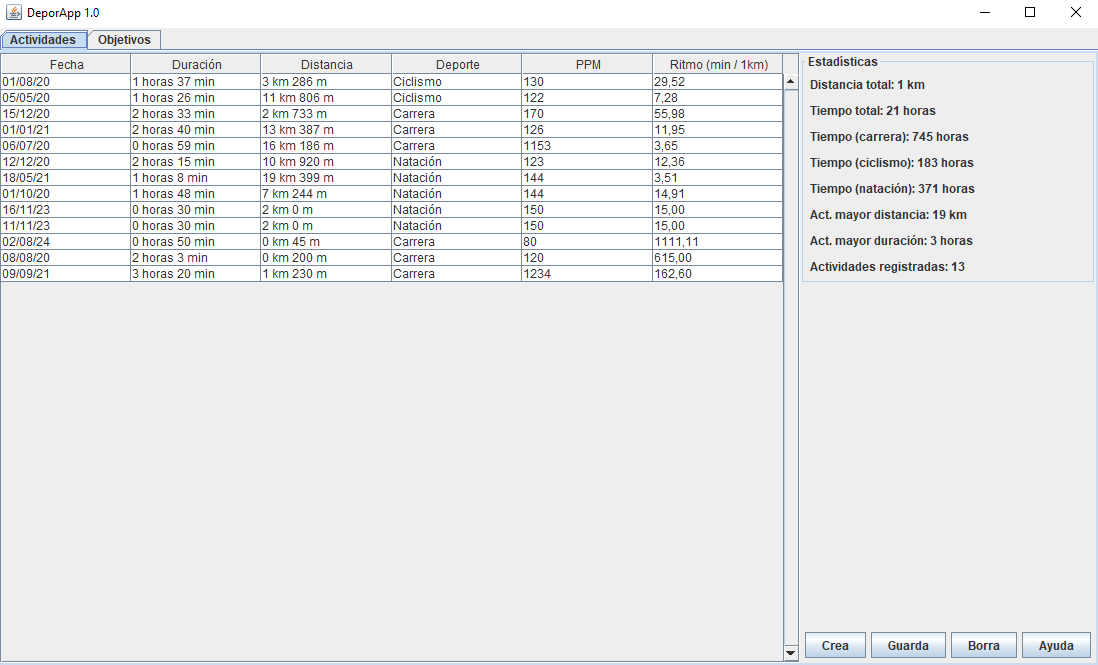 DeporApp 1.0
Actividades Objetivos
Fecha Duración Distancia Deporte PPM Ritmo (min / 1km)
01/08/20 1 horas 37 min 3 km 286 m Ciclismo 130 29,52
05/05/20 1 horas 26 min 11 km 806 m Ciclismo 122 7,28
15/12/20 2 horas 33 min 2 km 733 m Carrera 170 55,98
01/01/21 2 horas 40 min 13 km 387 m Carrera 126 11,95
06/07/20 0 horas 59 min 16 km 186 m Carrera 1153 3,65
12/12/20 2 horas 15 min 10 km 920 m Natación 123 12,36
18/05/21 1 horas 8 min 19 km 399 m Natación 144 3,51
01/10/20 1 horas 48 min 7 km 244 m Natación 144 14,91
16/11/23 0 horas 30 min 2 km 0 m Natación 150 15,00
11/11/23 0 horas 30 min 2 km 0 m Natación 150 15,00
02/08/24 0 horas 50 min 0 km 45 m Carrera 80 1111,11
08/08/20 2 horas 3 min 0 km 200 m Carrera 120 615,00
09/09/21 3 horas 20 min 1 km 230 m Carrera 1234 162,60
Estadísticas
Distancia total: 1 km
Tiempo total: 21 horas
Tiempo (carrera): 745 horas
Tiempo (ciclismo): 183 horas
Tiempo (natación): 371 horas
Act. mayor distancia: 19 km
Act. mayor duración: 3 horas
Actividades registradas: 13
Crea Guarda Borra Ayuda